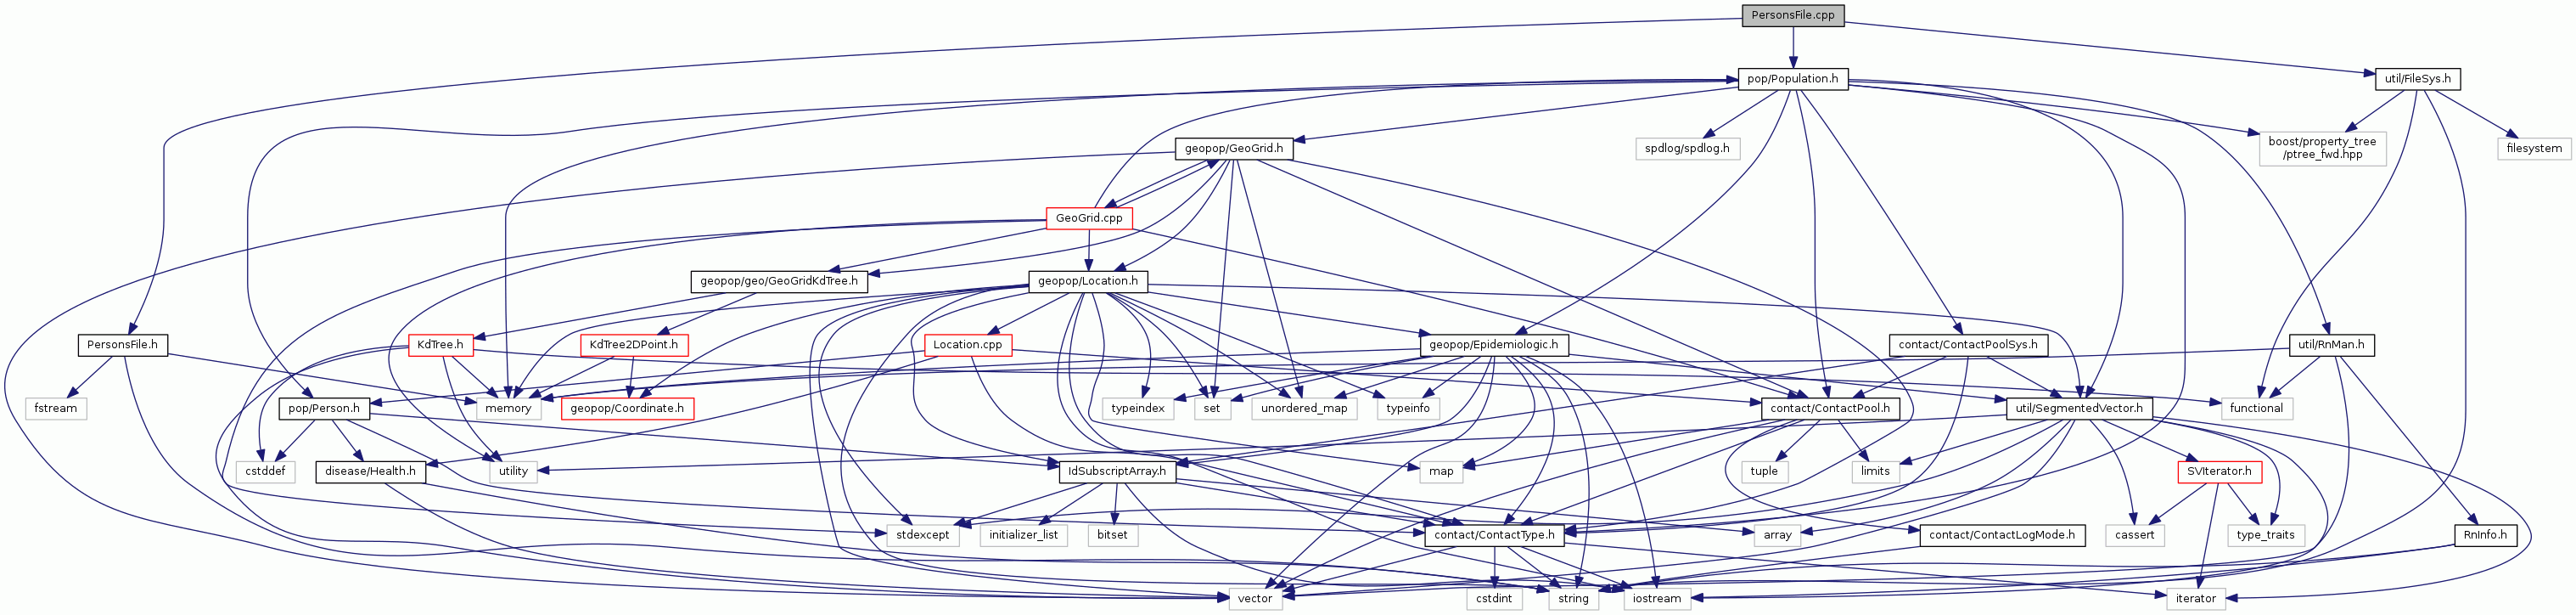 PersonsFile.cpp
pop/Population.h
util/FileSys.h
geopop/GeoGrid.h
spdlog/spdlog.h
boost/property_tree
/ptree_fwd.hpp
filesystem
GeoGrid.cpp
geopop/geo/GeoGridKdTree.h
geopop/Location.h
PersonsFile.h
KdTree.h
KdTree2DPoint.h
Location.cpp
geopop/Epidemiologic.h
contact/ContactPoolSys.h
util/RnMan.h
fstream
pop/Person.h
memory
geopop/Coordinate.h
typeindex
set
unordered_map
typeinfo
contact/ContactPool.h
util/SegmentedVector.h
functional
cstddef
disease/Health.h
utility
IdSubscriptArray.h
map
tuple
limits
SVIterator.h
stdexcept
initializer_list
bitset
contact/ContactType.h
array
contact/ContactLogMode.h
cassert
type_traits
RnInfo.h
vector
cstdint
string
iostream
iterator